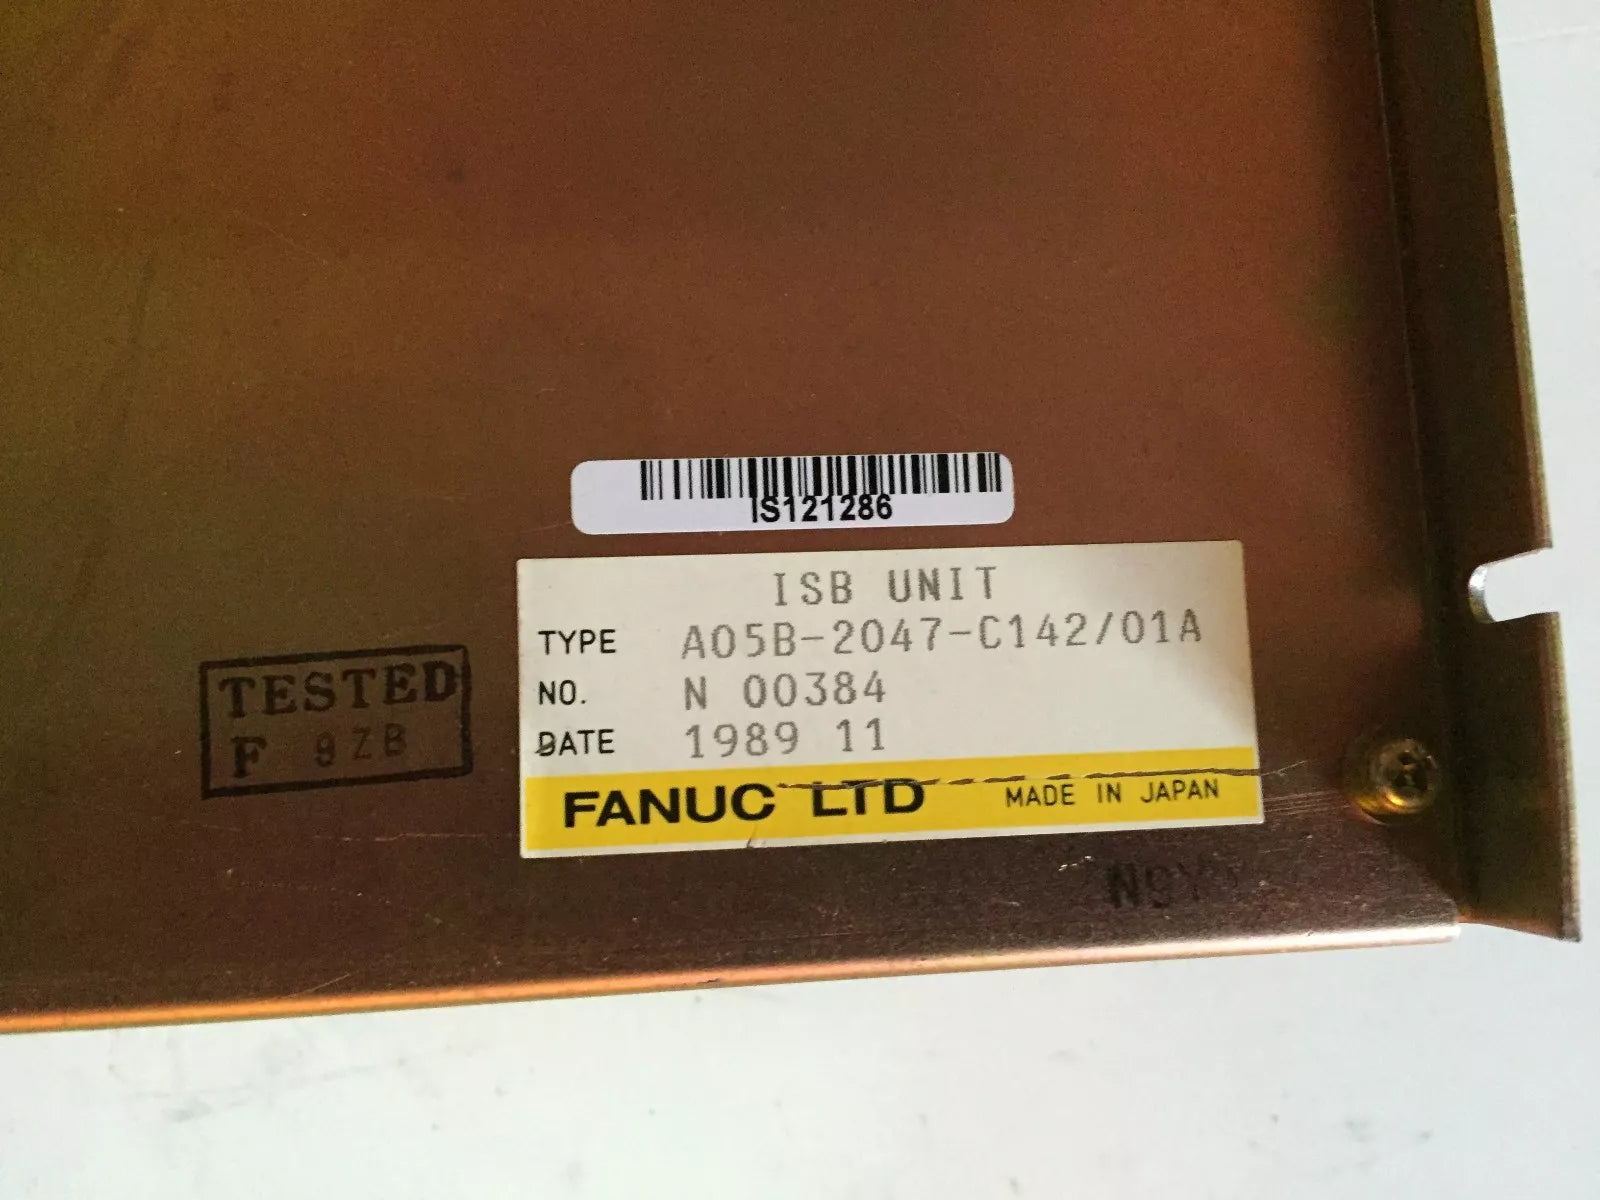 IS121286
ISB UNIT
TYPE A05B-2047-C142/01A
NO. N 00384
DATE 1989 11
FANUC LTD MADE IN JAPAN
TESTED
F 9ZB